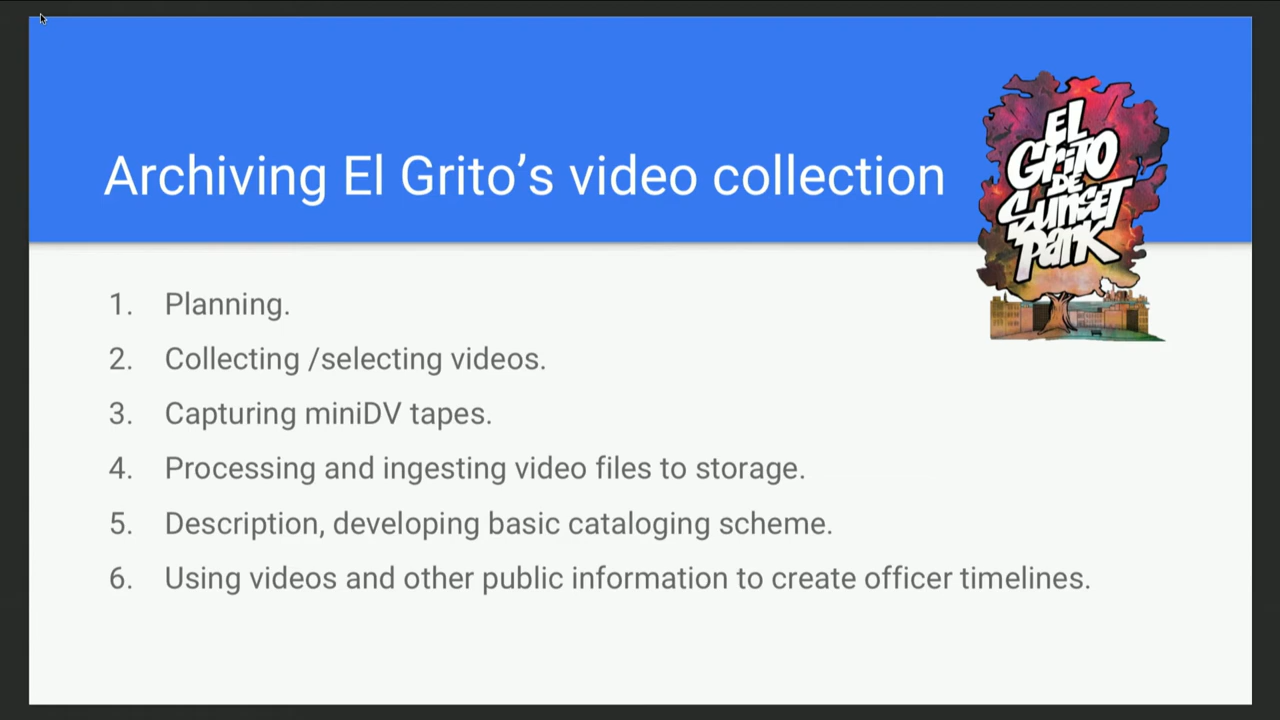 Archiving El Grito’s video collection
EL
GRiTO
DE
SUNSET
PARK
1. Planning.
2. Collecting /selecting videos.
3. Capturing miniDV tapes.
4. Processing and ingesting video files to storage.
5. Description, developing basic cataloging scheme.
6. Using videos and other public information to create officer timelines.